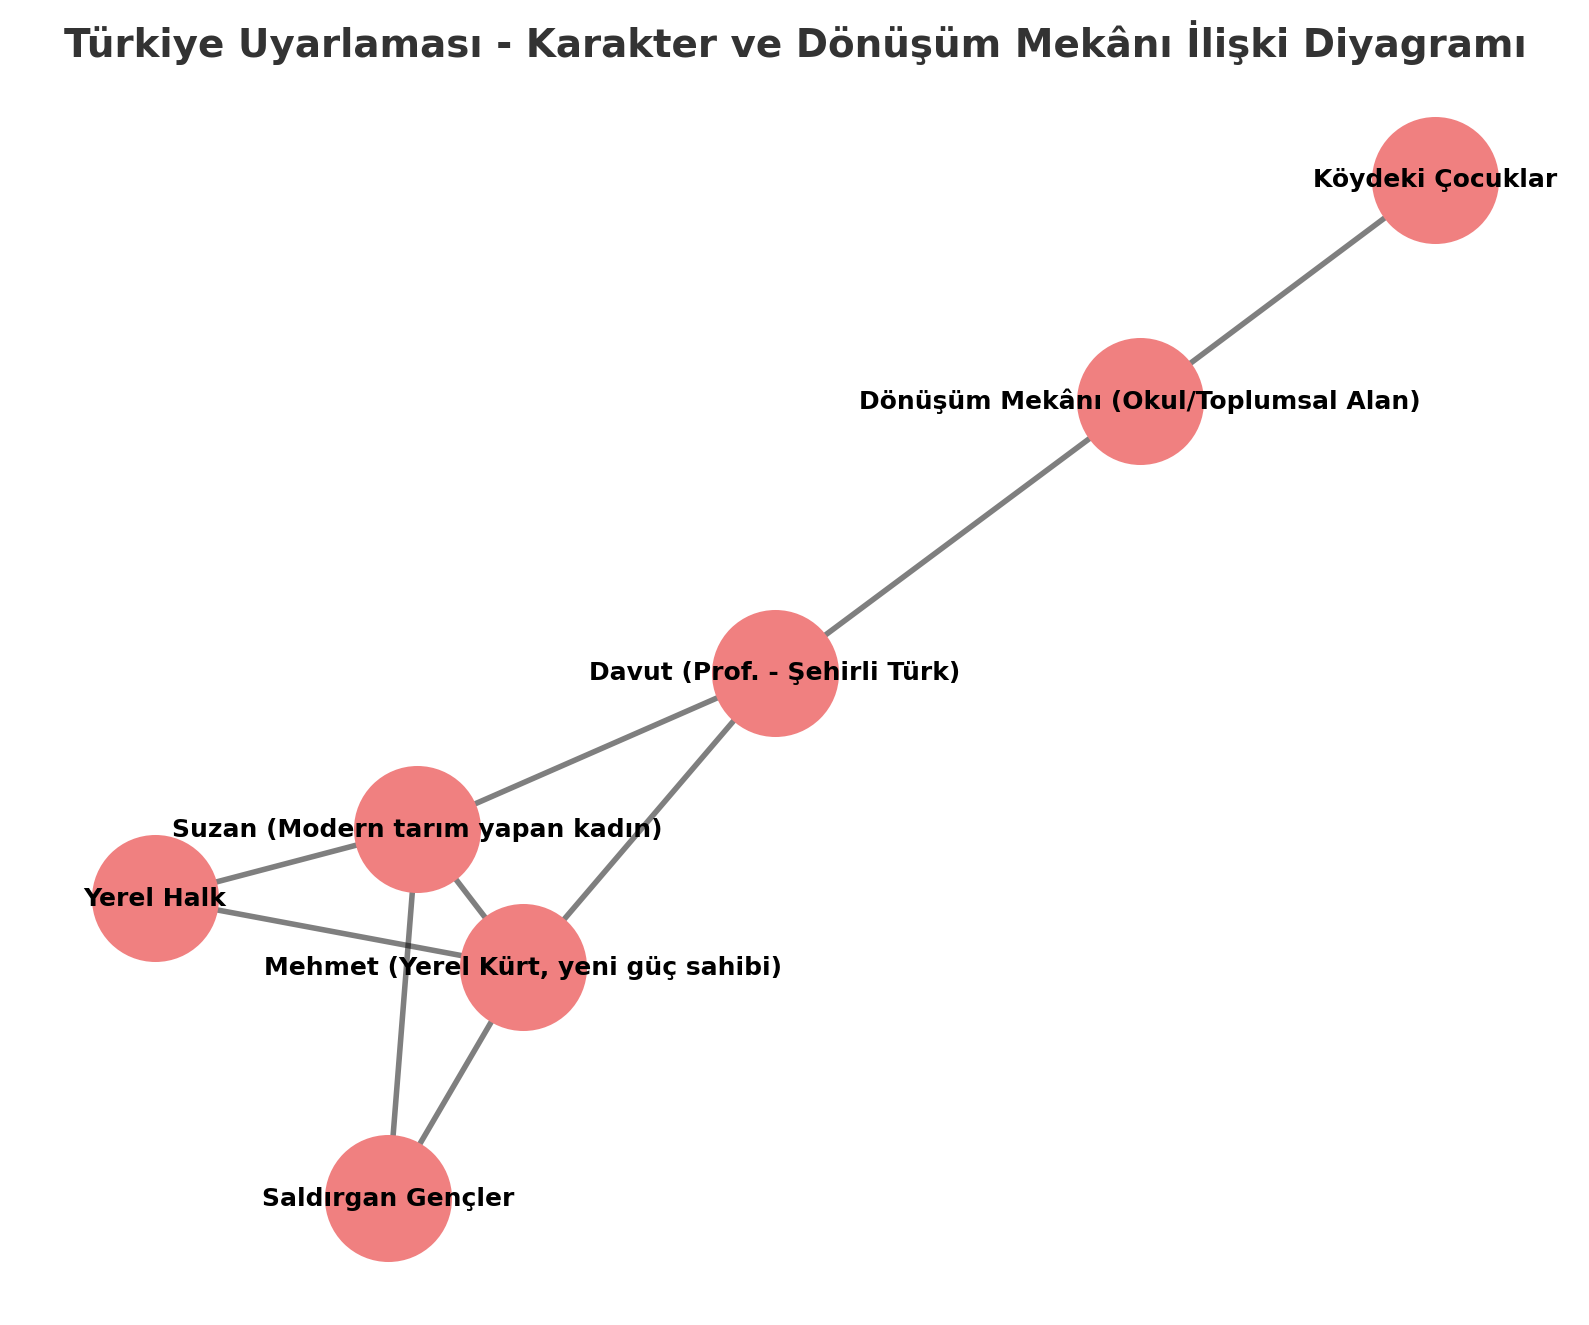 Türkiye Uyarlaması - Karakter ve Dönüşüm Mekânı İlişki Diyagramı
Köydeki Çocuklar
Dönüşüm Mekânı (Okul/Toplumsal Alan)
Davut (Prof. - Şehirli Türk)
Suzan (Modern tarım yapan kadın)
Yerel Halk
Mehmet (Yerel Kürt, yeni güç sahibi)
Saldırgan Gençler